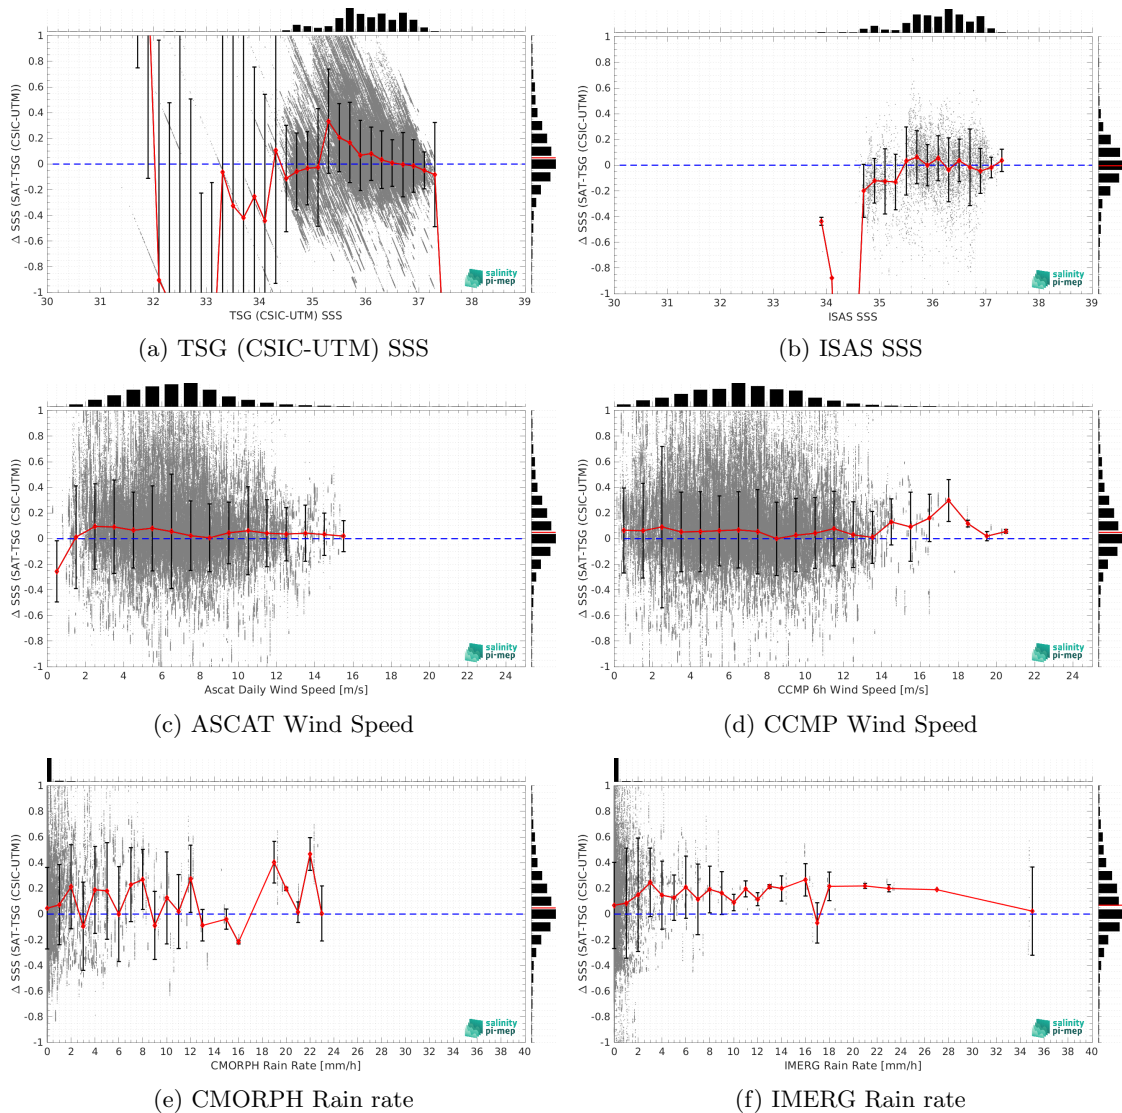 1
0.8
0.6
0.4
0.2
0
-0.2
-0.4
-0.6
-0.8
-1
Δ SSS (SAT-TSG (CSIC-UTM))
30 31 32 33 34 35 36 37 38 39
TSG (CSIC-UTM) SSS
salinity
pi-mep
(a) TSG (CSIC-UTM) SSS
1
0.8
0.6
0.4
0.2
0
-0.2
-0.4
-0.6
-0.8
-1
Δ SSS (SAT-TSG (CSIC-UTM))
30 31 32 33 34 35 36 37 38 39
ISAS SSS
salinity
pi-mep
(b) ISAS SSS
1
0.8
0.6
0.4
0.2
0
-0.2
-0.4
-0.6
-0.8
-1
Δ SSS (SAT-TSG (CSIC-UTM))
0 2 4 6 8 10 12 14 16 18 20 22 24
Ascat Daily Wind Speed [m/s]
salinity
pi-mep
(c) ASCAT Wind Speed
1
0.8
0.6
0.4
0.2
0
-0.2
-0.4
-0.6
-0.8
-1
Δ SSS (SAT-TSG (CSIC-UTM))
0 2 4 6 8 10 12 14 16 18 20 22 24
CCMP 6h Wind Speed [m/s]
salinity
pi-mep
(d) CCMP Wind Speed
1
0.8
0.6
0.4
0.2
0
-0.2
-0.4
-0.6
-0.8
-1
Δ SSS (SAT-TSG (CSIC-UTM))
0 2 4 6 8 10 12 14 16 18 20 22 24 26 28 30 32 34 36 38 40
CMORPH Rain Rate [mm/h]
salinity
pi-mep
(e) CMORPH Rain rate
1
0.8
0.6
0.4
0.2
0
-0.2
-0.4
-0.6
-0.8
-1
Δ SSS (SAT-TSG (CSIC-UTM))
0 2 4 6 8 10 12 14 16 18 20 22 24 26 28 30 32 34 36 38 40
IMERG Rain Rate [mm/h]
salinity
pi-mep
(f) IMERG Rain rate